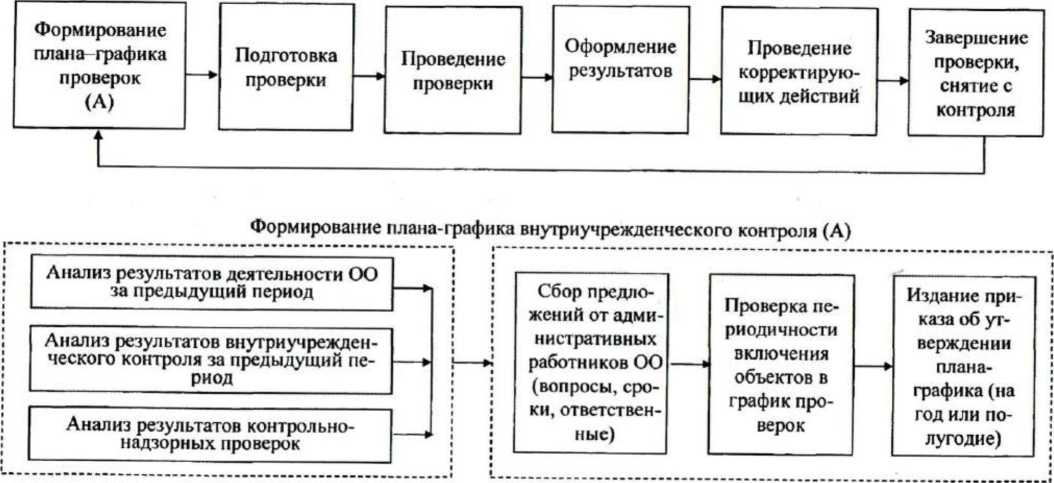 Формирование
плана–графика
проверок
(А)
Подготовка
проверки
Проведение
проверки
Оформление
результатов
Проведение
корректирую-
щих действий
Завершение
проверки,
снятие с
контроля
Формирование плана-графика внутриучрежденческого контроля (А)
Анализ результатов деятельности ОО
за предыдущий период
Анализ результатов внутриучрежден-
ческого контроля за предыдущий пе-
риод
Анализ результатов контрольно-
надзорных проверок
Сбор предло-
жений от адми-
нистративных
работников ОО
(вопросы, сро-
ки, ответствен-
ные)
Проверка пе-
риодичности
включения
объектов в
график про-
верок
Издание при-
каза об ут-
верждении
плана-
графика (на
год или по-
лугодие)